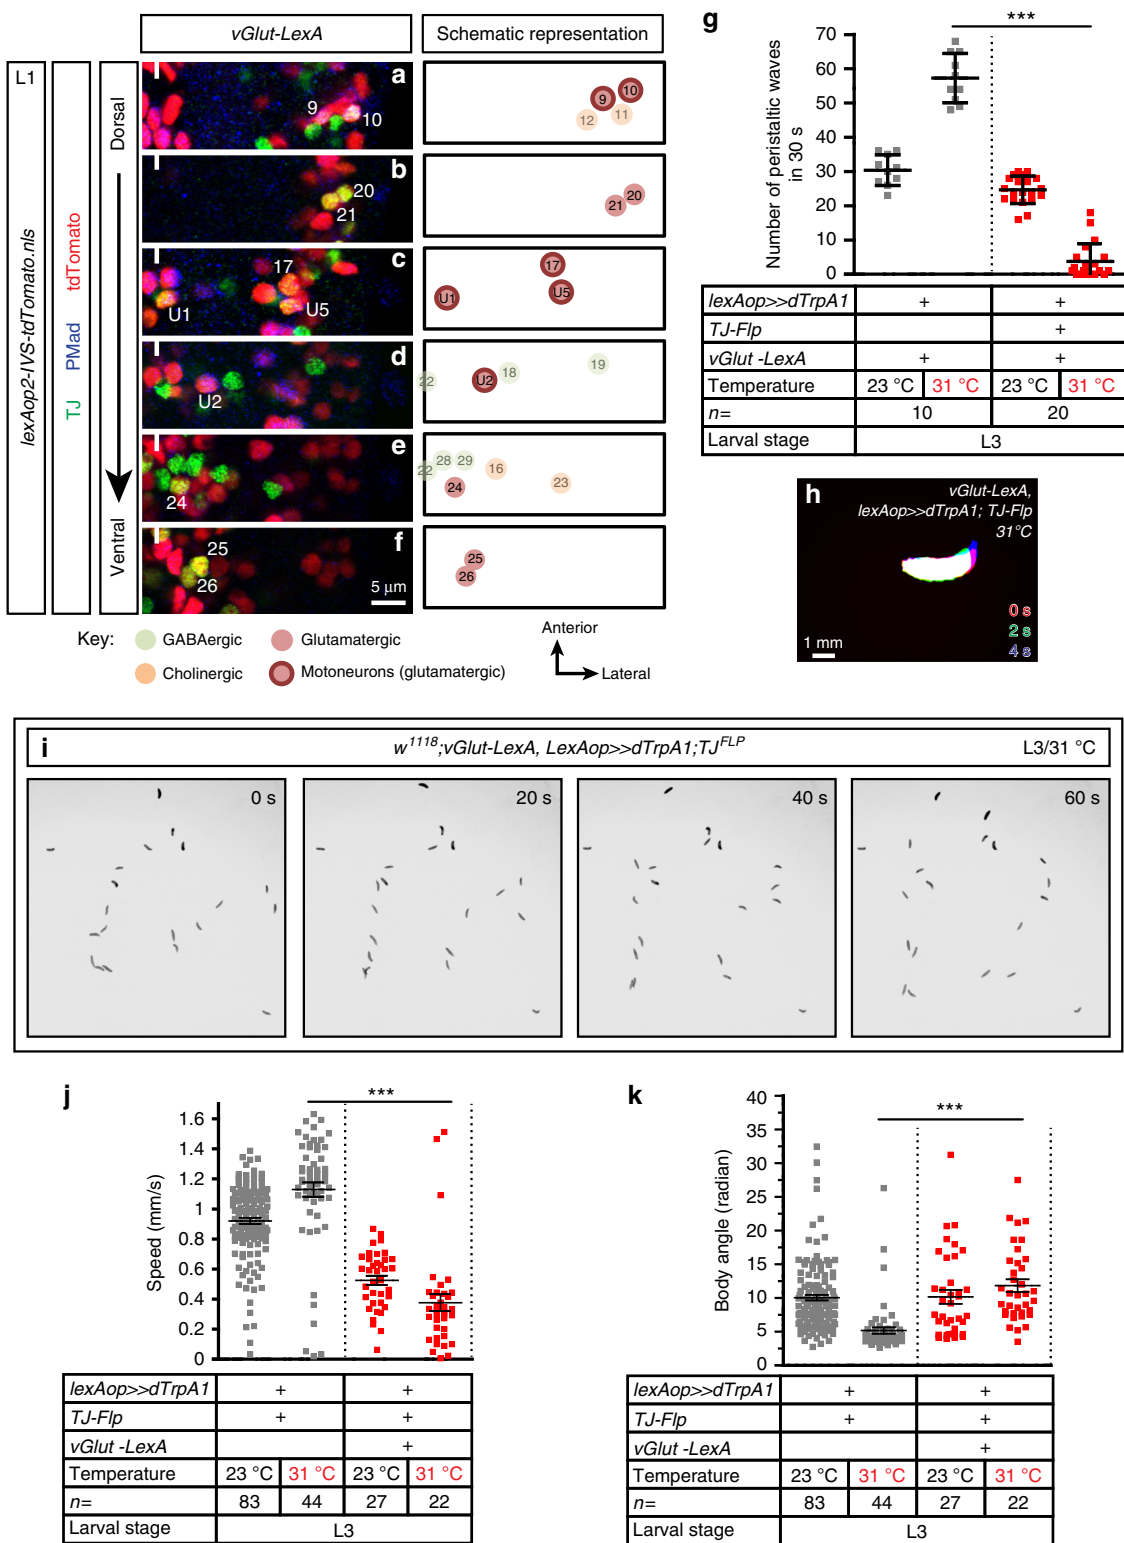 vGlut-LexA
Schematic representation
L1
lexAop2-IVS-tdTomato.nls
TJ PMad tdTomato
Dorsal
Ventral
a
9
10
9
10
12
11
b
20
21
20
21
c
17
U1
U5
17
U1
U5
d
U2
22
U2
18
19
e
24
22
28
29
16
23
24
f
25
26
5 µm
25
26
Key:
GABAergic
Glutamatergic
Cholinergic
Motoneurons (glutamatergic)
Anterior
Lateral
g
***
Number of peristaltic waves
in 30 s
70
60
50
40
30
20
10
0
lexAop>>dTrpA1 + +
TJ-Flp +
vGlut -LexA + +
Temperature 23 °C 31 °C 23 °C 31 °C
n= 10 20
Larval stage L3
h
vGlut-LexA,
lexAop>>dTrpA1; TJ-Flp
31°C
0 s
2 s
4 s
1 mm
i
w1118;vGlut-LexA, LexAop>>dTrpA1;TJFLP
L3/31 °C
0 s
20 s
40 s
60 s
j
***
Speed (mm/s)
1.6
1.4
1.2
1
0.8
0.6
0.4
0.2
0
lexAop>>dTrpA1 + +
TJ-Flp + +
vGlut -LexA +
Temperature 23 °C 31 °C 23 °C 31 °C
n= 83 44 27 22
Larval stage L3
k
***
Body angle (radian)
40
35
30
25
20
15
10
5
0
lexAop>>dTrpA1 + +
TJ-Flp + +
vGlut -LexA +
Temperature 23 °C 31 °C 23 °C 31 °C
n= 83 44 27 22
Larval stage L3